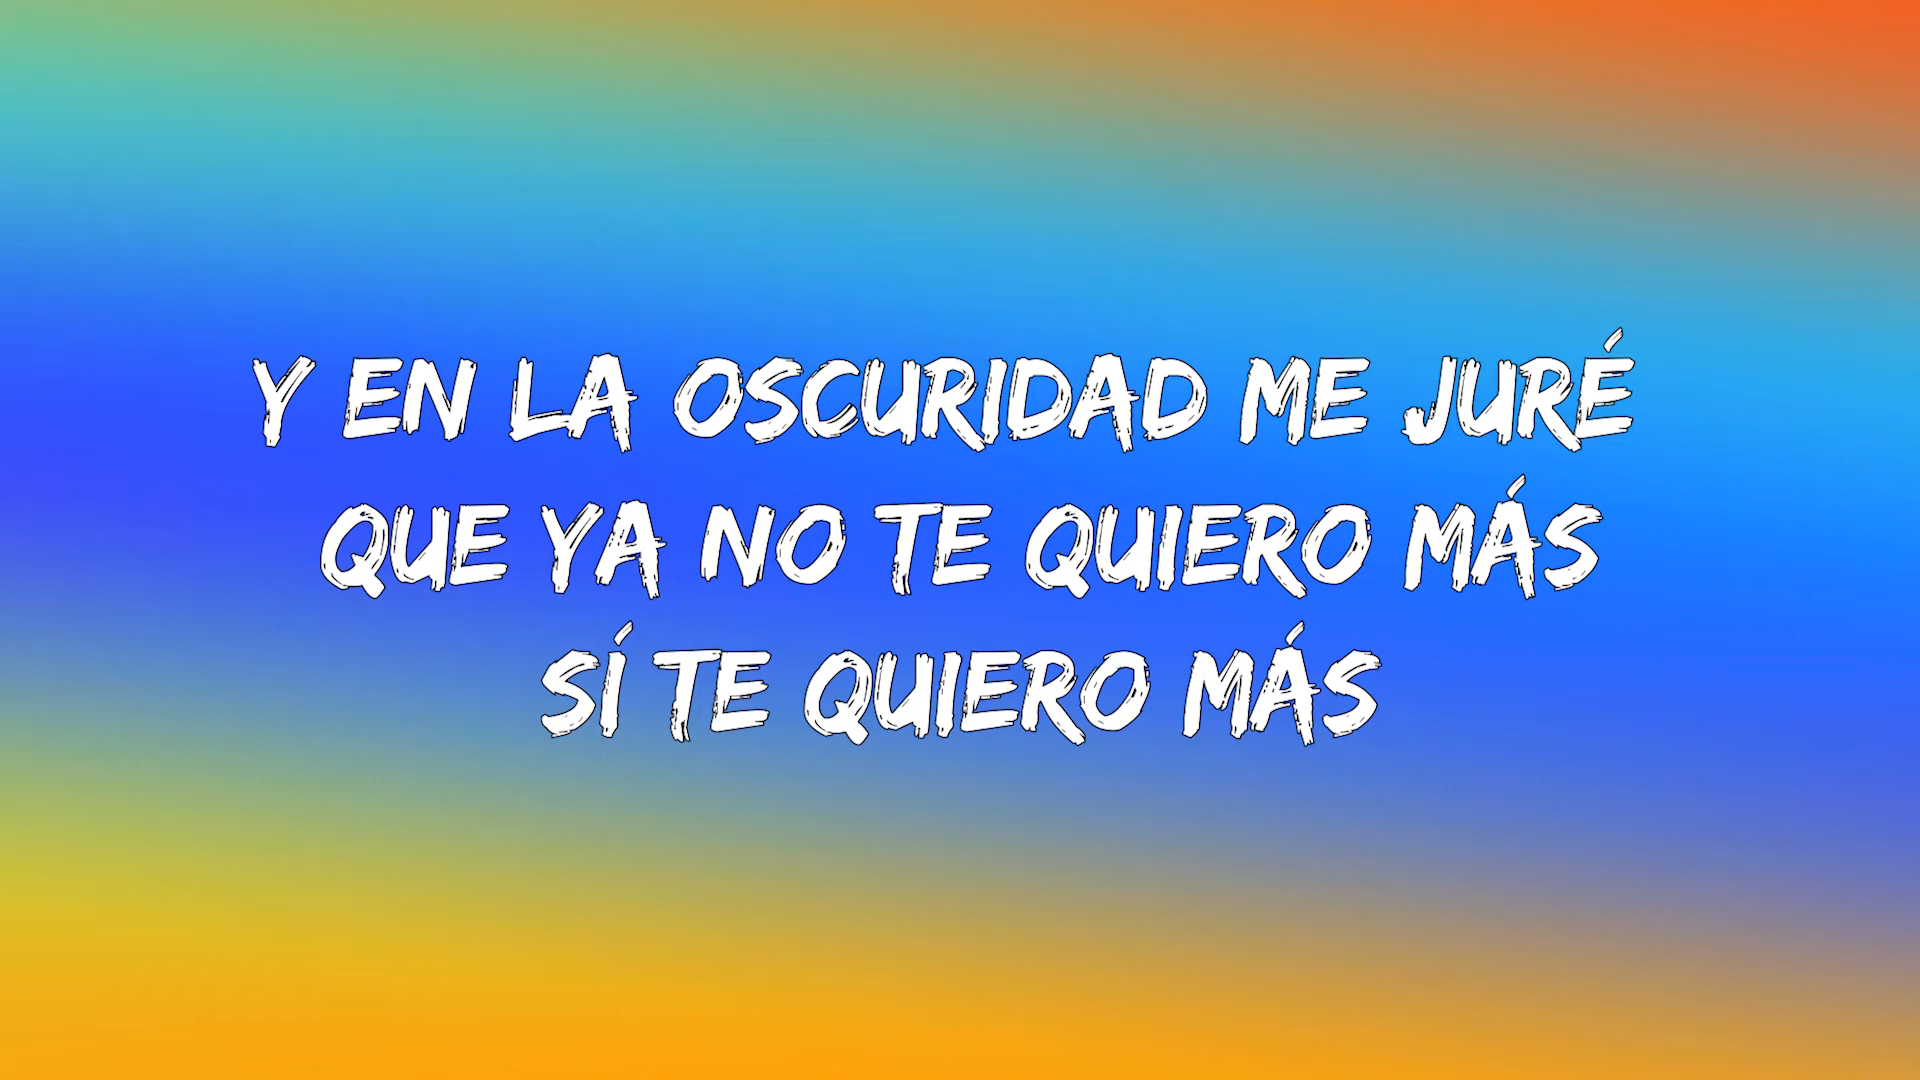 Y EN LA OSCURIDAD ME JURÉ
QUE YA NO TE QUIERO MÁS
SÍ TE QUIERO MÁS